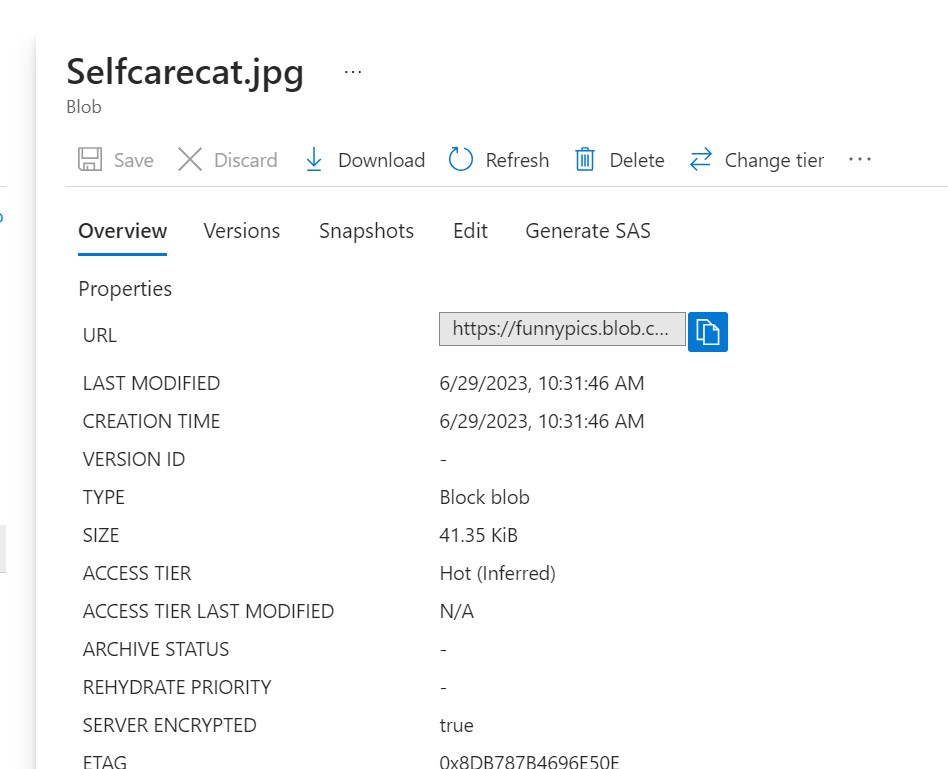 Selfcarecat.jpg ...
Blob
Save Discard Download Refresh Delete Change tier ...
Overview Versions Snapshots Edit Generate SAS
Properties
URL https://funnypics.blob.c...
LAST MODIFIED 6/29/2023, 10:31:46 AM
CREATION TIME 6/29/2023, 10:31:46 AM
VERSION ID -
TYPE Block blob
SIZE 41.35 KiB
ACCESS TIER Hot (Inferred)
ACCESS TIER LAST MODIFIED N/A
ARCHIVE STATUS -
REHYDRATE PRIORITY -
SERVER ENCRYPTED true
ETAG 0x8DB787B4696E50E